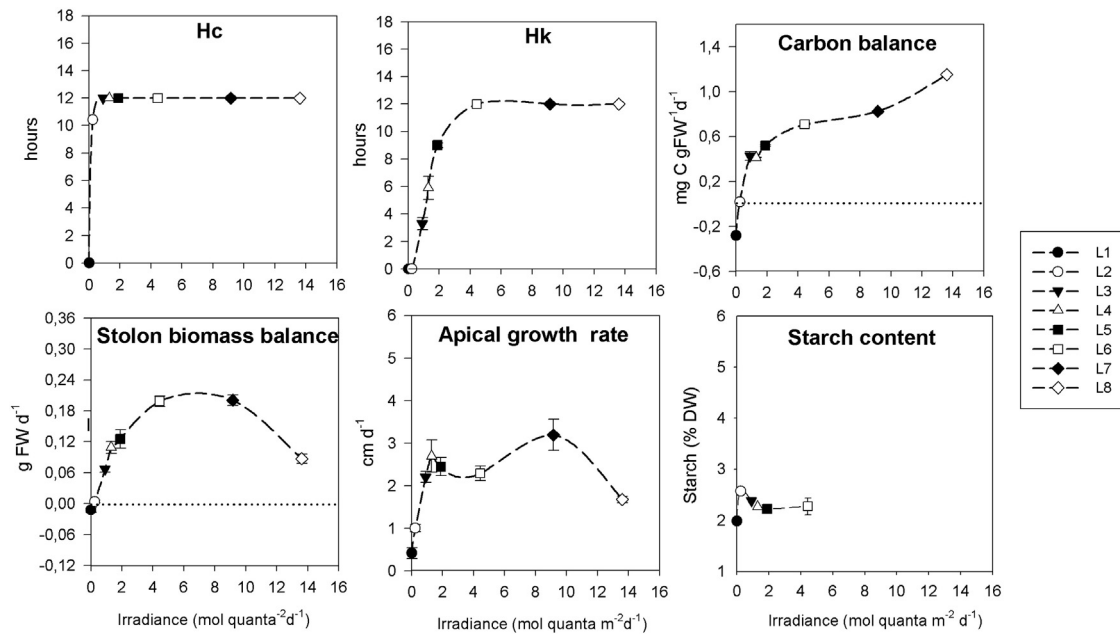 Hc
18
16
14
12
10
8
6
4
2
0
hours
0 2 4 6 8 10 12 14 16
Hk
18
16
14
12
10
8
6
4
2
0
hours
0 2 4 6 8 10 12 14 16
Carbon balance
1,4
1,0
0,6
0,2
-0,2
-0,6
mg C gFW⁻¹d⁻¹
0 2 4 6 8 10 12 14 16
L1
L2
L3
L4
L5
L6
L7
L8
Stolon biomass balance
0,36
0,30
0,24
0,18
0,12
0,06
0,00
-0,06
-0,12
g FW d⁻¹
0 2 4 6 8 10 12 14 16
Irradiance (mol quanta⁻²d⁻¹)
Apical growth rate
6
5
4
3
2
1
0
cm d⁻¹
0 2 4 6 8 10 12 14 16
Irradiance (mol quanta m⁻²d⁻¹)
Starch content
6
5
4
3
2
1
Starch (% DW)
0 2 4 6 8 10 12 14 16
Irradiance (mol quanta m⁻² d⁻¹)